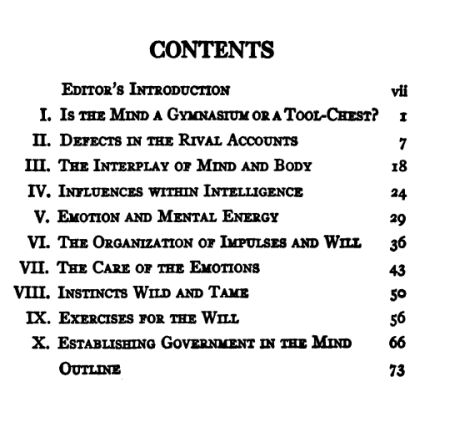 CONTENTS
EDITOR'S INTRODUCTION vii
I. IS THE MIND A GYMNASIUM OR A TOOL-CHEST? 1
II. DEFECTS IN THE RIVAL ACCOUNTS 7
III. THE INTERPLAY OF MIND AND BODY 18
IV. INFLUENCES WITHIN INTELLIGENCE 24
V. EMOTION AND MENTAL ENERGY 29
VI. THE ORGANIZATION OF IMPULSES AND WILL 36
VII. THE CARE OF THE EMOTIONS 43
VIII. INSTINCTS WILD AND TAME 50
IX. EXERCISES FOR THE WILL 56
X. ESTABLISHING GOVERNMENT IN THE MIND 66
OUTLINE 73